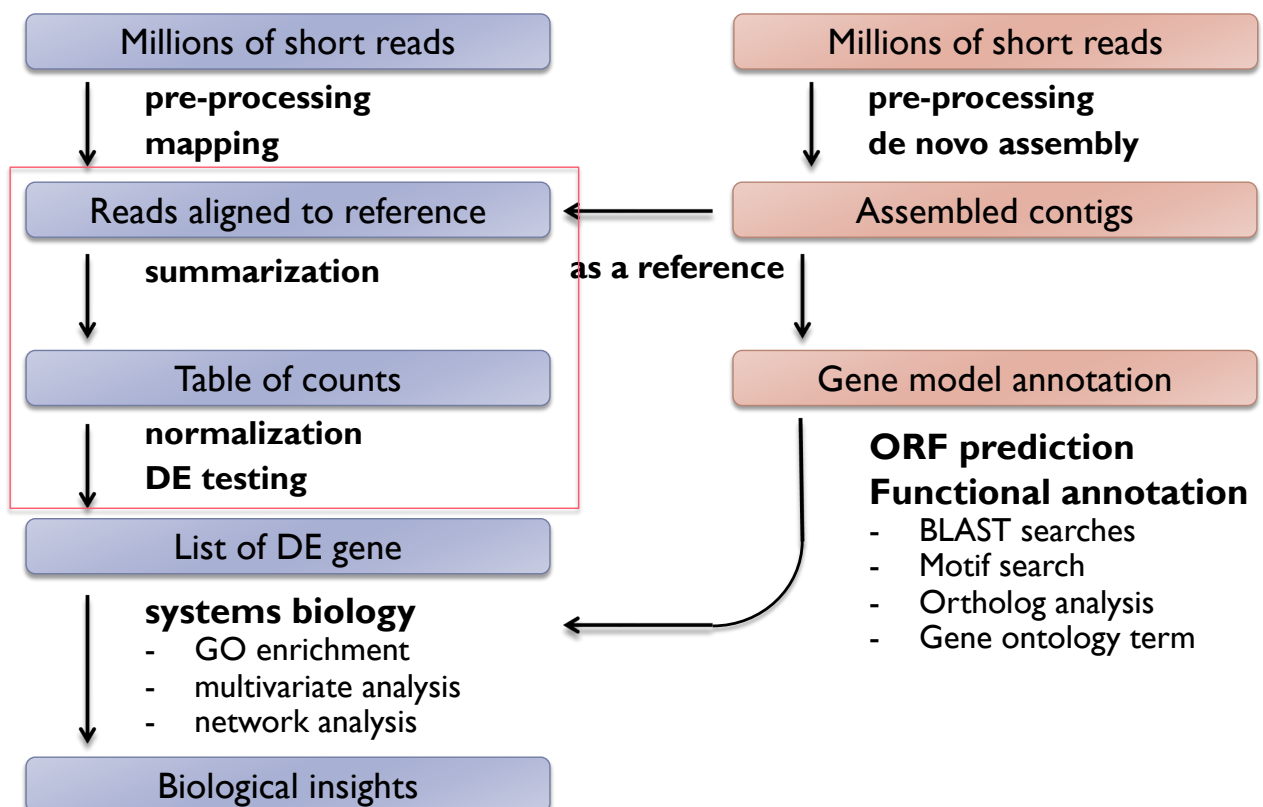 Millions of short reads
pre-processing
mapping
Reads aligned to reference
summarization
Table of counts
normalization
DE testing
List of DE gene
systems biology
- GO enrichment
- multivariate analysis
- network analysis
Biological insights
Millions of short reads
pre-processing
de novo assembly
Assembled contigs
as a reference
Gene model annotation
ORF prediction
Functional annotation
- BLAST searches
- Motif search
- Ortholog analysis
- Gene ontology term